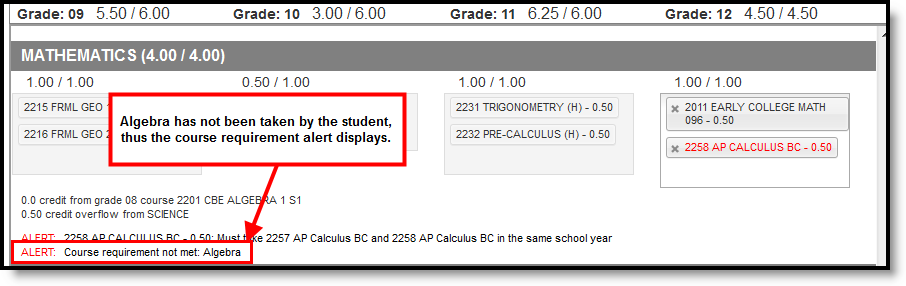 Grade: 09 5.50 / 6.00 Grade: 10 3.00 / 6.00 Grade: 11 6.25 / 6.00 Grade: 12 4.50 / 4.50
MATHEMATICS (4.00 / 4.00)
1.00 / 1.00 0.50 / 1.00 1.00 / 1.00 1.00 / 1.00
2215 FRML GEO
2216 FRML GEO
Algebra has not been taken by the student,
thus the course requirement alert displays.
2231 TRIGONOMETRY (H) - 0.50
2232 PRE-CALCULUS (H) - 0.50
2011 EARLY COLLEGE MATH
096 - 0.50
2258 AP CALCULUS BC - 0.50
0.0 credit from grade 08 course 2201 CBE ALGEBRA 1 S1
0.50 credit overflow from SCIENCE
ALERT: 2258 AP CALCULUS BC - 0.50: Must take 2257 AP Calculus BC and 2258 AP Calculus BC in the same school year
ALERT: Course requirement not met: Algebra